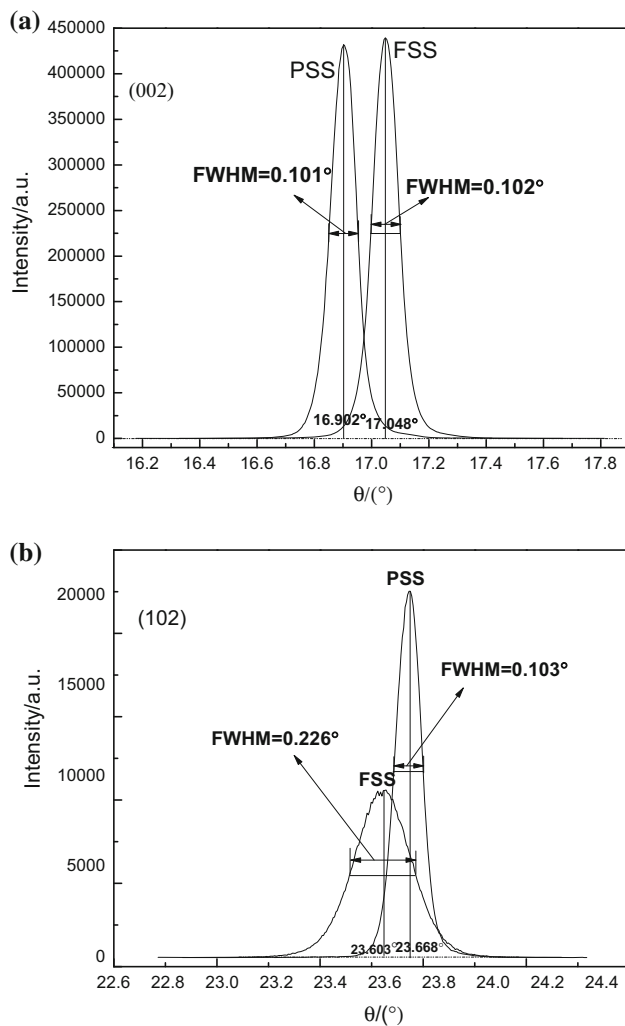 (a)
450000
400000
350000
300000
250000
200000
150000
100000
50000
0
Intensity/a.u.
(002)
PSS
FSS
FWHM=0.101°
FWHM=0.102°
16.902°
17.048°
16.2 16.4 16.6 16.8 17.0 17.2 17.4 17.6 17.8
θ/(°)
(b)
20000
15000
10000
5000
0
Intensity/a.u.
(102)
PSS
FWHM=0.103°
FWHM=0.226°
FSS
23.603°
23.668°
22.6 23.0 23.2 23.4 23.6 23.8 24.0 24.2 24.4
θ/(°)